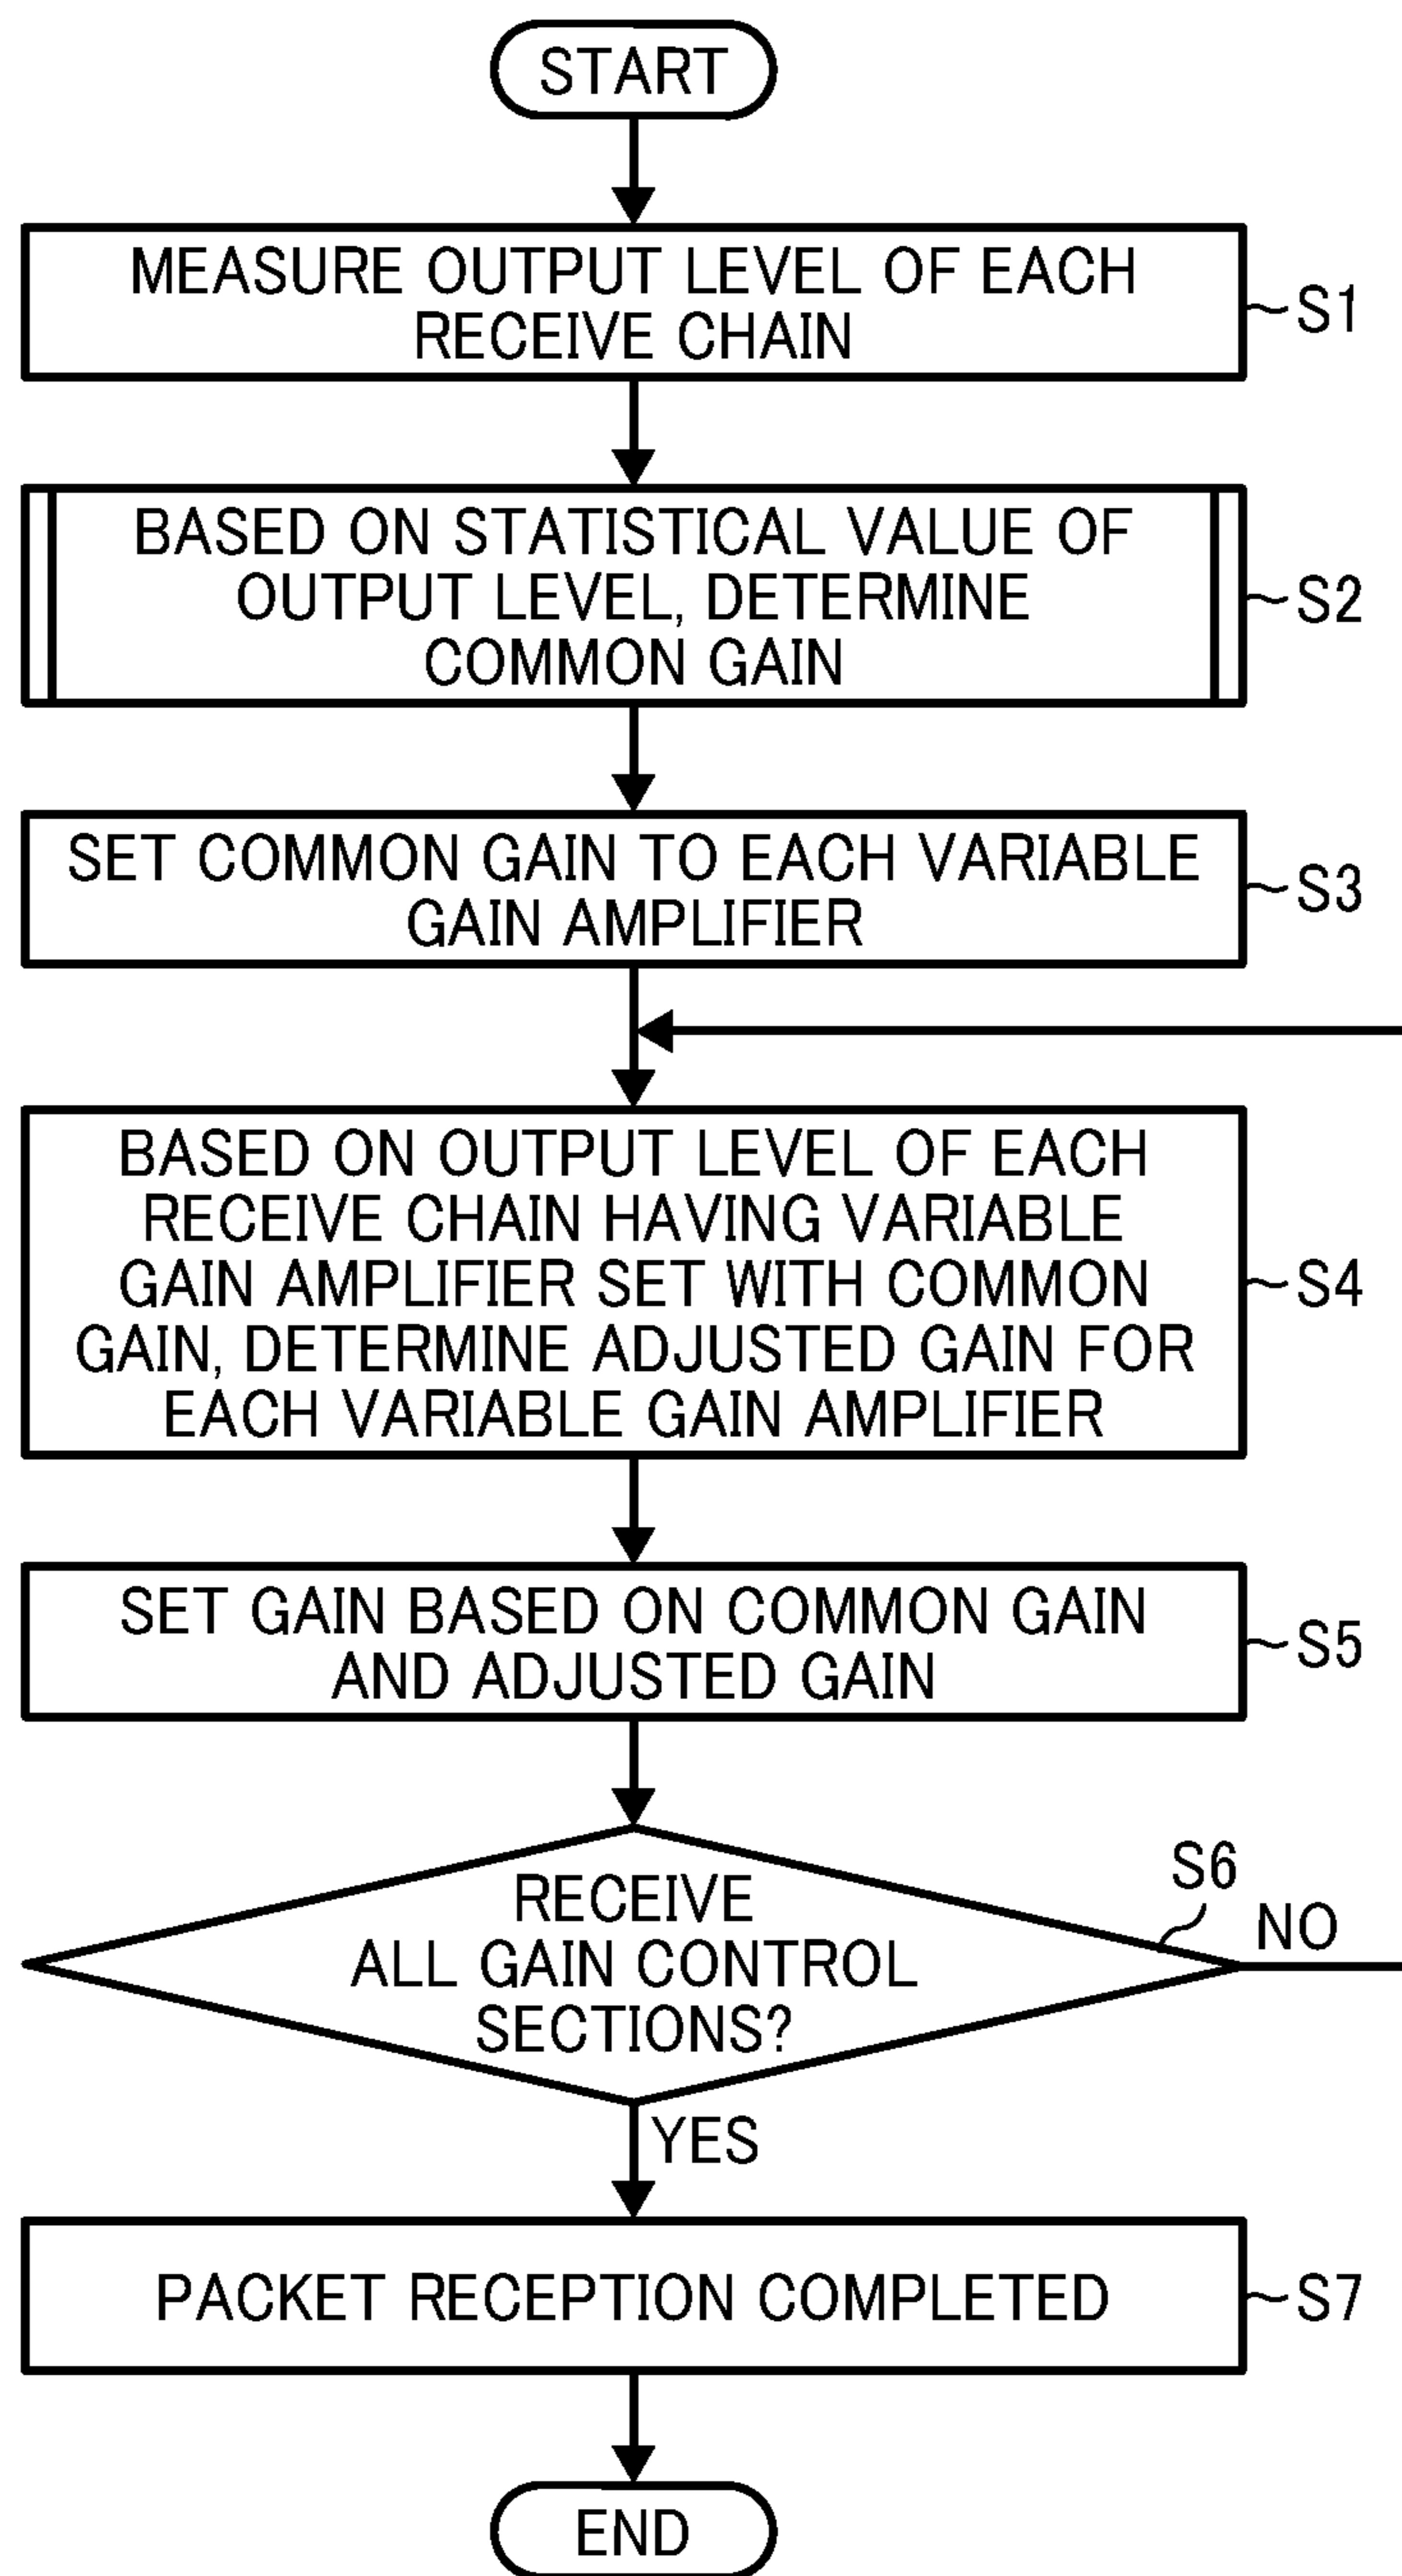 START
MEASURE OUTPUT LEVEL OF EACH
RECEIVE CHAIN
S1
BASED ON STATISTICAL VALUE OF
OUTPUT LEVEL, DETERMINE
COMMON GAIN
S2
SET COMMON GAIN TO EACH VARIABLE
GAIN AMPLIFIER
S3
BASED ON OUTPUT LEVEL OF EACH
RECEIVE CHAIN HAVING VARIABLE
GAIN AMPLIFIER SET WITH COMMON
GAIN, DETERMINE ADJUSTED GAIN FOR
EACH VARIABLE GAIN AMPLIFIER
S4
SET GAIN BASED ON COMMON GAIN
AND ADJUSTED GAIN
S5
RECEIVE
ALL GAIN CONTROL
SECTIONS?
S6
NO
YES
PACKET RECEPTION COMPLETED
S7
END